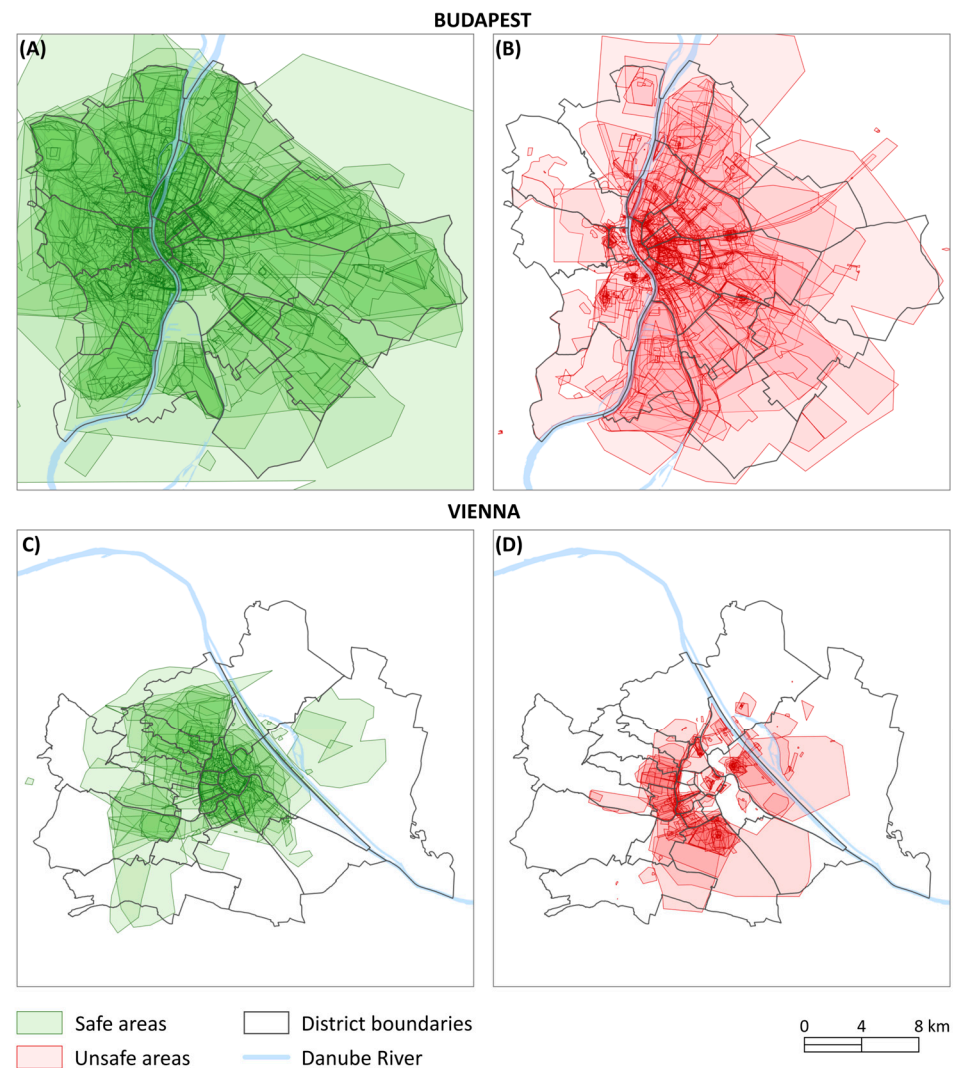 BUDAPEST
(A)
(B)
VIENNA
C)
(D)
Safe areas
District boundaries
Unsafe areas
Danube River
0 4 8 km